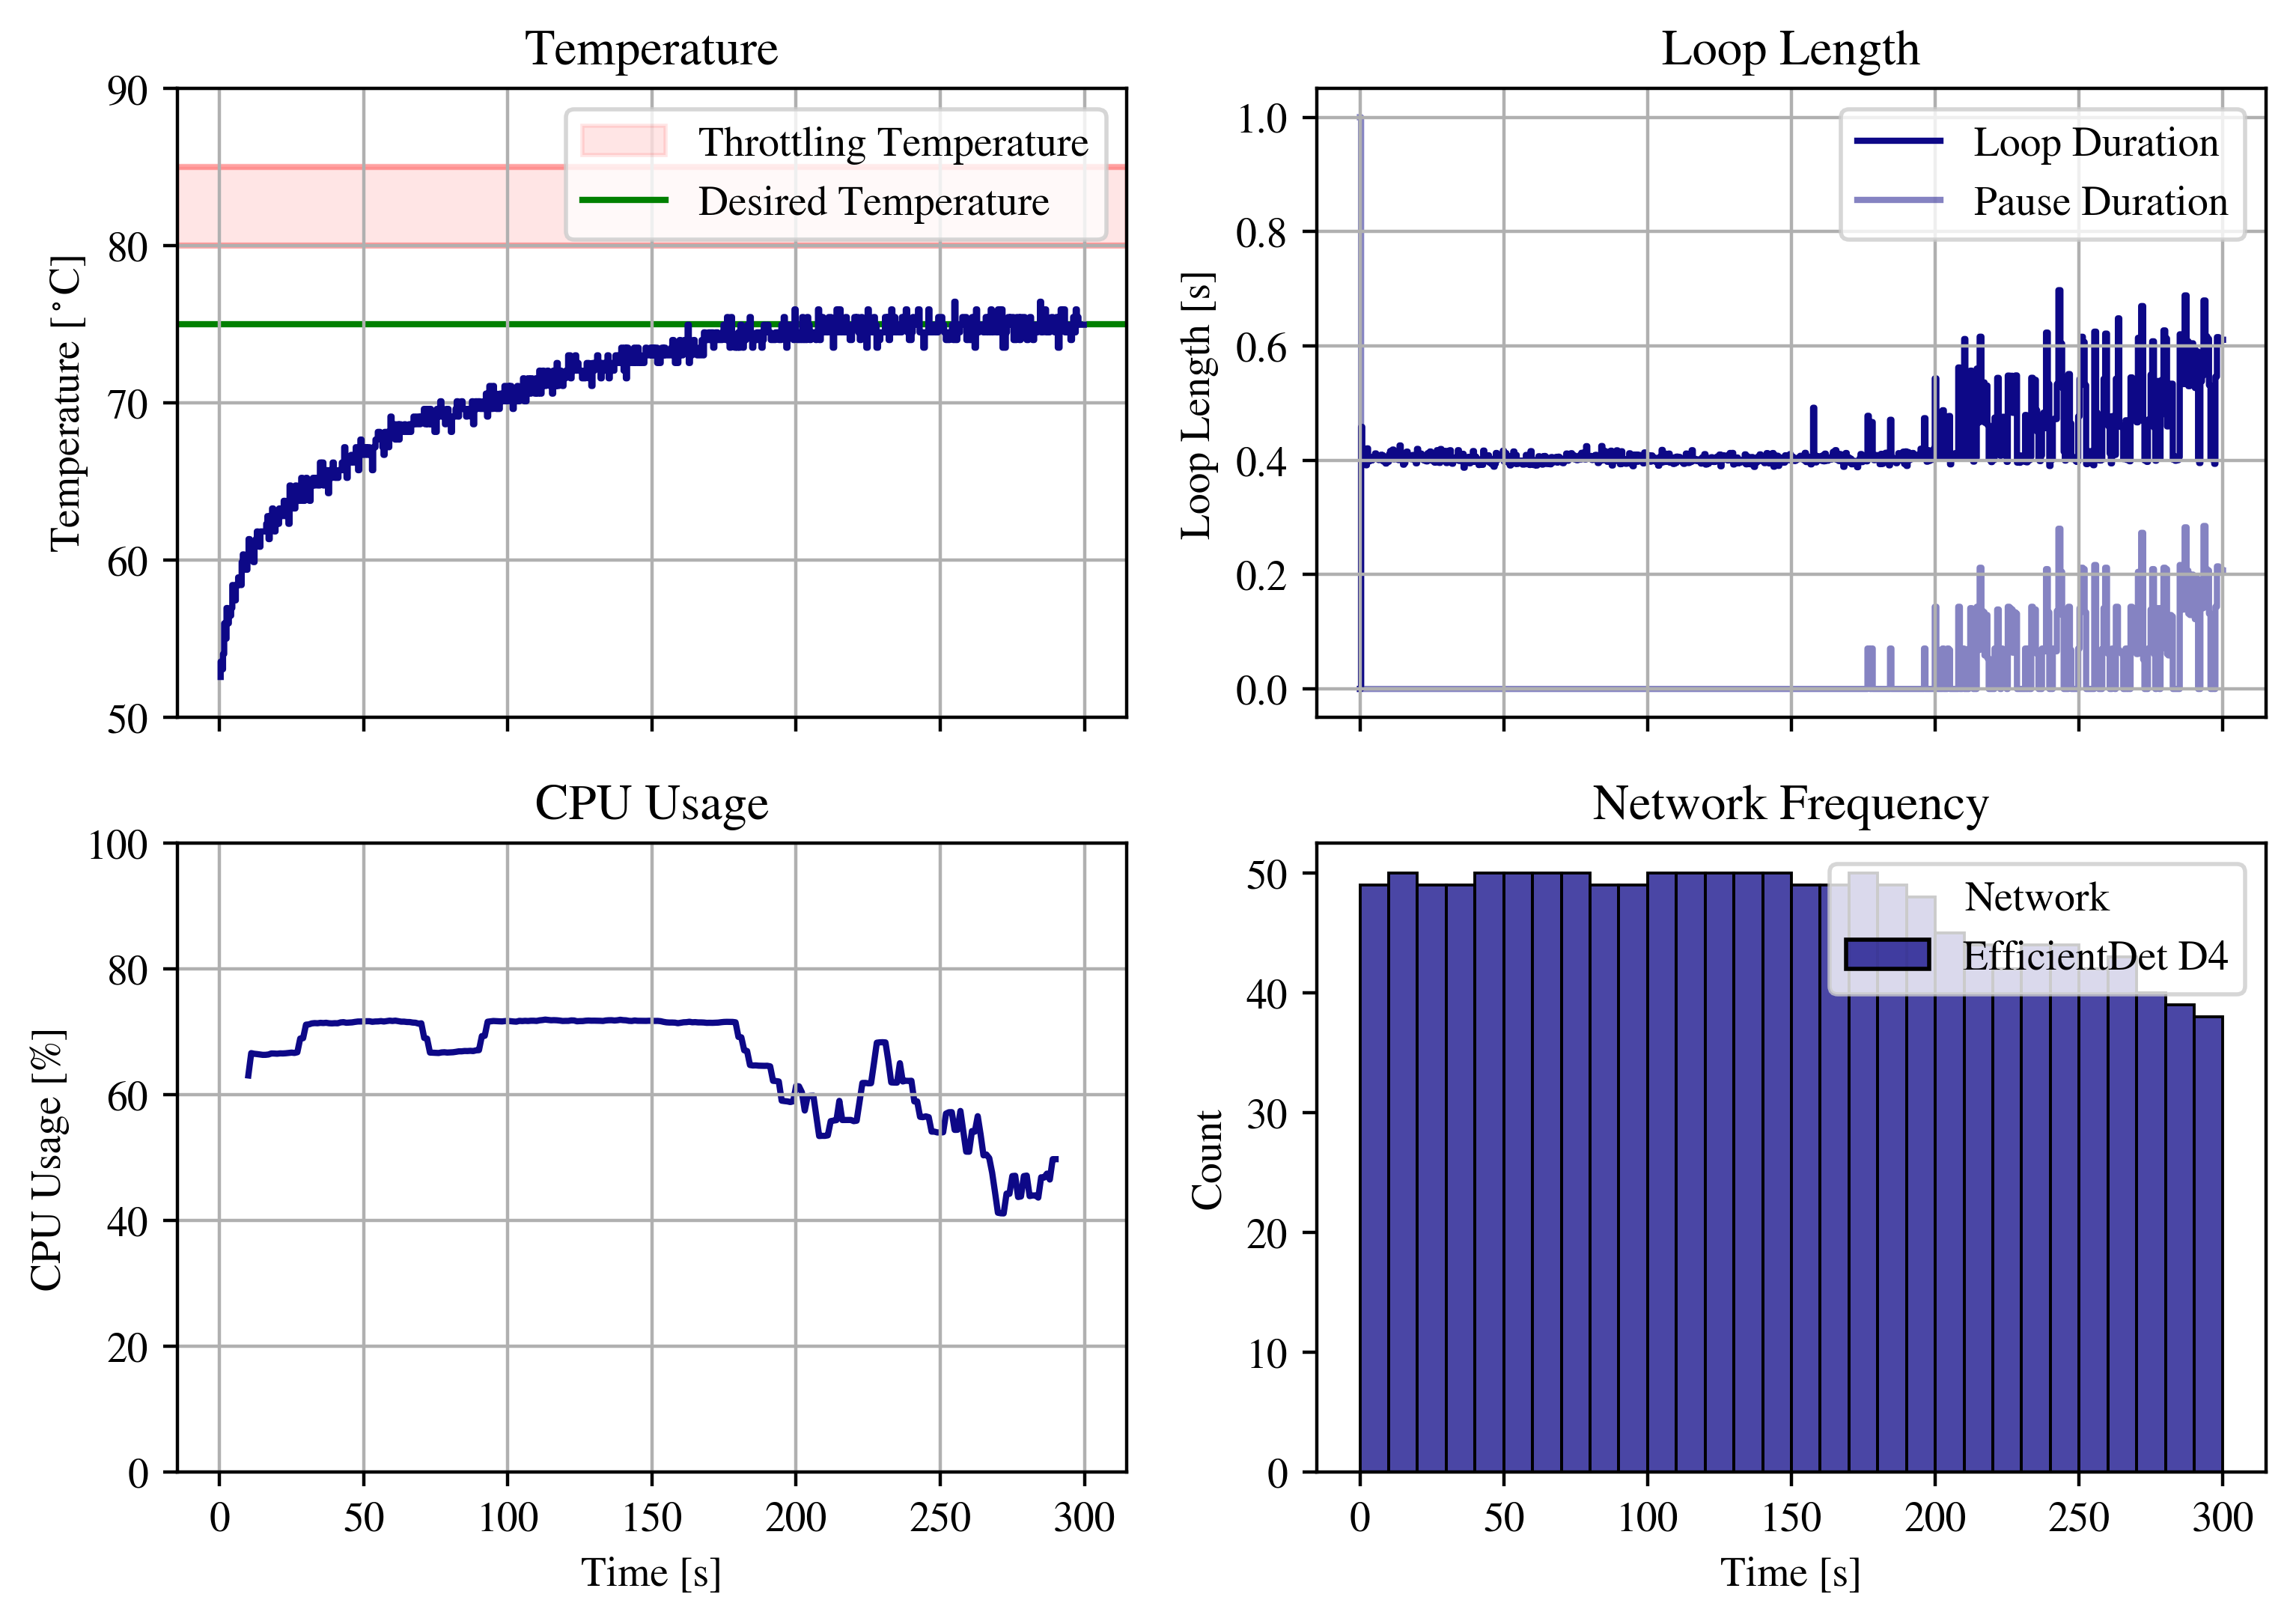 Temperature
90
80
70
60
50
Temperature [°C]
Throttling Temperature
Desired Temperature
Loop Length
1.0
0.8
0.6
0.4
0.2
0.0
Loop Length [s]
Loop Duration
Pause Duration
CPU Usage
100
80
60
40
20
0
CPU Usage [%]
0 50 100 150 200 250 300
Time [s]
Network Frequency
50
40
30
20
10
0
Count
Network
EfficientDet D4
0 50 100 150 200 250 300
Time [s]